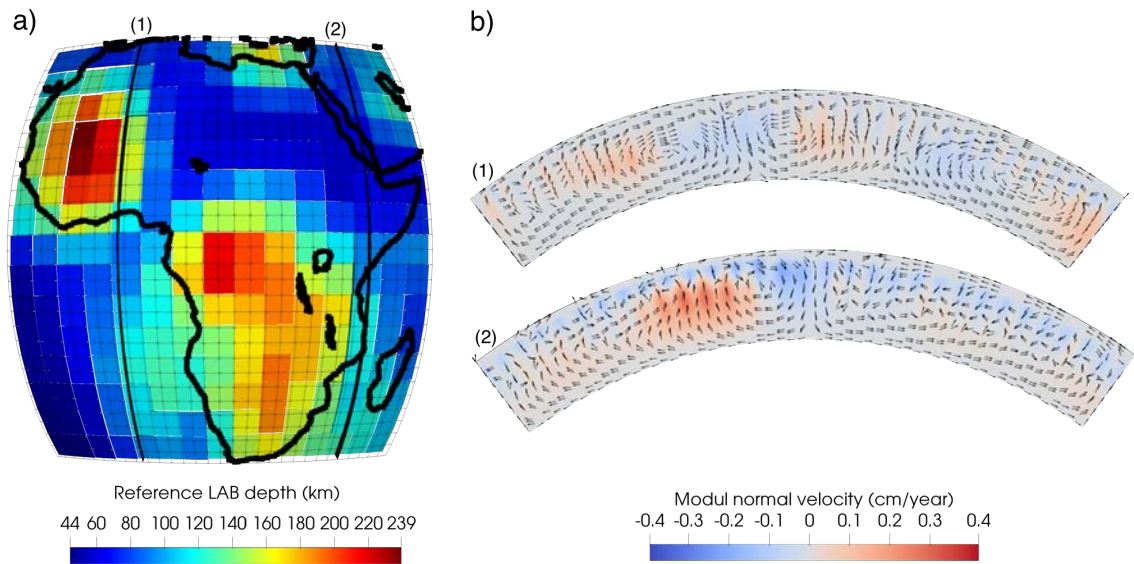 a)
(1)
(2)
Reference LAB depth (km)
44 60 80 100 120 140 160 180 200 220 239
b)
(1)
(2)
Modul normal velocity (cm/year)
-0.4 -0.3 -0.2 -0.1 0 0.1 0.2 0.3 0.4